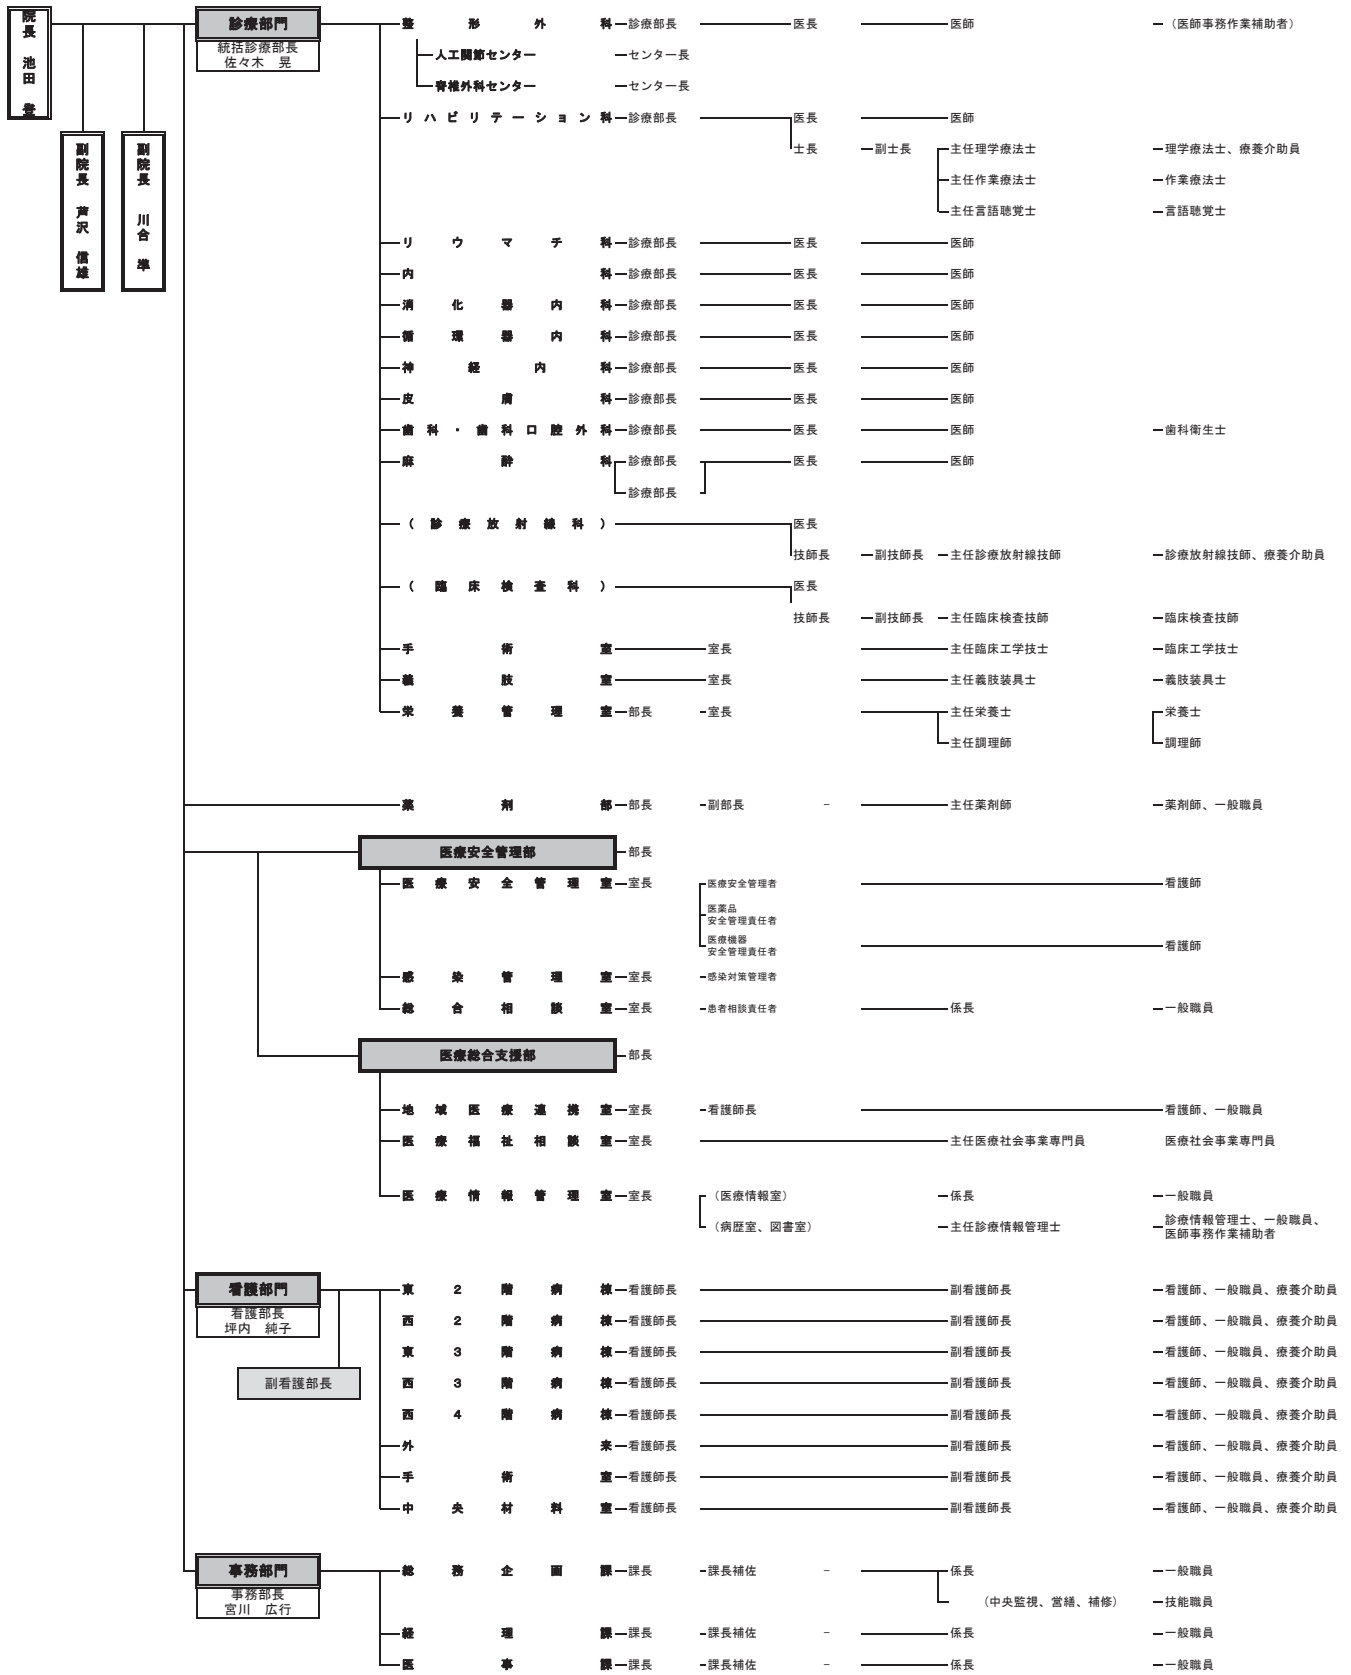 院長 池田 登
副院長 芦沢 信雄
副院長 川合 準
診療部門
統括診療部長
佐々木 晃
整形外科 診療部長 医長 医師 （医師事務作業補助者）
人工関節センター センター長
脊椎外科センター センター長
リハビリテーション科 診療部長 医長 医師
士長 副士長 主任理学療法士 理学療法士、療養介助員
主任作業療法士 作業療法士
主任言語聴覚士 言語聴覚士
リウマチ科 診療部長 医長 医師
内科 診療部長 医長 医師
消化器内科 診療部長 医長 医師
循環器内科 診療部長 医長 医師
神経内科 診療部長 医長 医師
皮膚科 診療部長 医長 医師
歯科・歯科口腔外科 診療部長 医長 医師 歯科衛生士
麻酔科 診療部長 医長 医師
診療部長
（診療放射線科） 医長
技師長 副技師長 主任診療放射線技師 診療放射線技師、療養介助員
（臨床検査科） 医長
技師長 副技師長 主任臨床検査技師 臨床検査技師
手術室 室長 主任臨床工学技士 臨床工学技士
義肢室 室長 主任義肢装具士 義肢装具士
栄養管理室 部長 室長 主任栄養士 栄養士
主任調理師 調理師
薬剤部 部長 副部長 － 主任薬剤師 薬剤師、一般職員
医療安全管理部 部長
医療安全管理室 室長 医療安全管理者 看護師
医薬品
安全管理責任者
医療機器
安全管理責任者 看護師
感染管理室 室長 感染対策管理者
総合相談室 室長 患者相談責任者 係長 一般職員
医療総合支援部 部長
地域医療連携室 室長 看護師長 看護師、一般職員
医療福祉相談室 室長 主任医療社会事業専門員 医療社会事業専門員
医療情報管理室 室長 （医療情報室） 係長 一般職員
（病歴室、図書室） 主任診療情報管理士 診療情報管理士、一般職員、
医師事務作業補助者
看護部門
看護部長
坪内 純子
副看護部長
東2階病棟 看護師長 副看護師長 看護師、一般職員、療養介助員
西2階病棟 看護師長 副看護師長 看護師、一般職員、療養介助員
東3階病棟 看護師長 副看護師長 看護師、一般職員、療養介助員
西3階病棟 看護師長 副看護師長 看護師、一般職員、療養介助員
西4階病棟 看護師長 副看護師長 看護師、一般職員、療養介助員
外来 看護師長 副看護師長 看護師、一般職員、療養介助員
手術室 看護師長 副看護師長 看護師、一般職員、療養介助員
中央材料室 看護師長 副看護師長 看護師、一般職員、療養介助員
事務部門
事務部長
宮川 広行
総務企画課 課長 課長補佐 － 係長 一般職員
（中央監視、営繕、補修） 技能職員
経理課 課長 課長補佐 － 係長 一般職員
医事課 課長 課長補佐 － 係長 一般職員